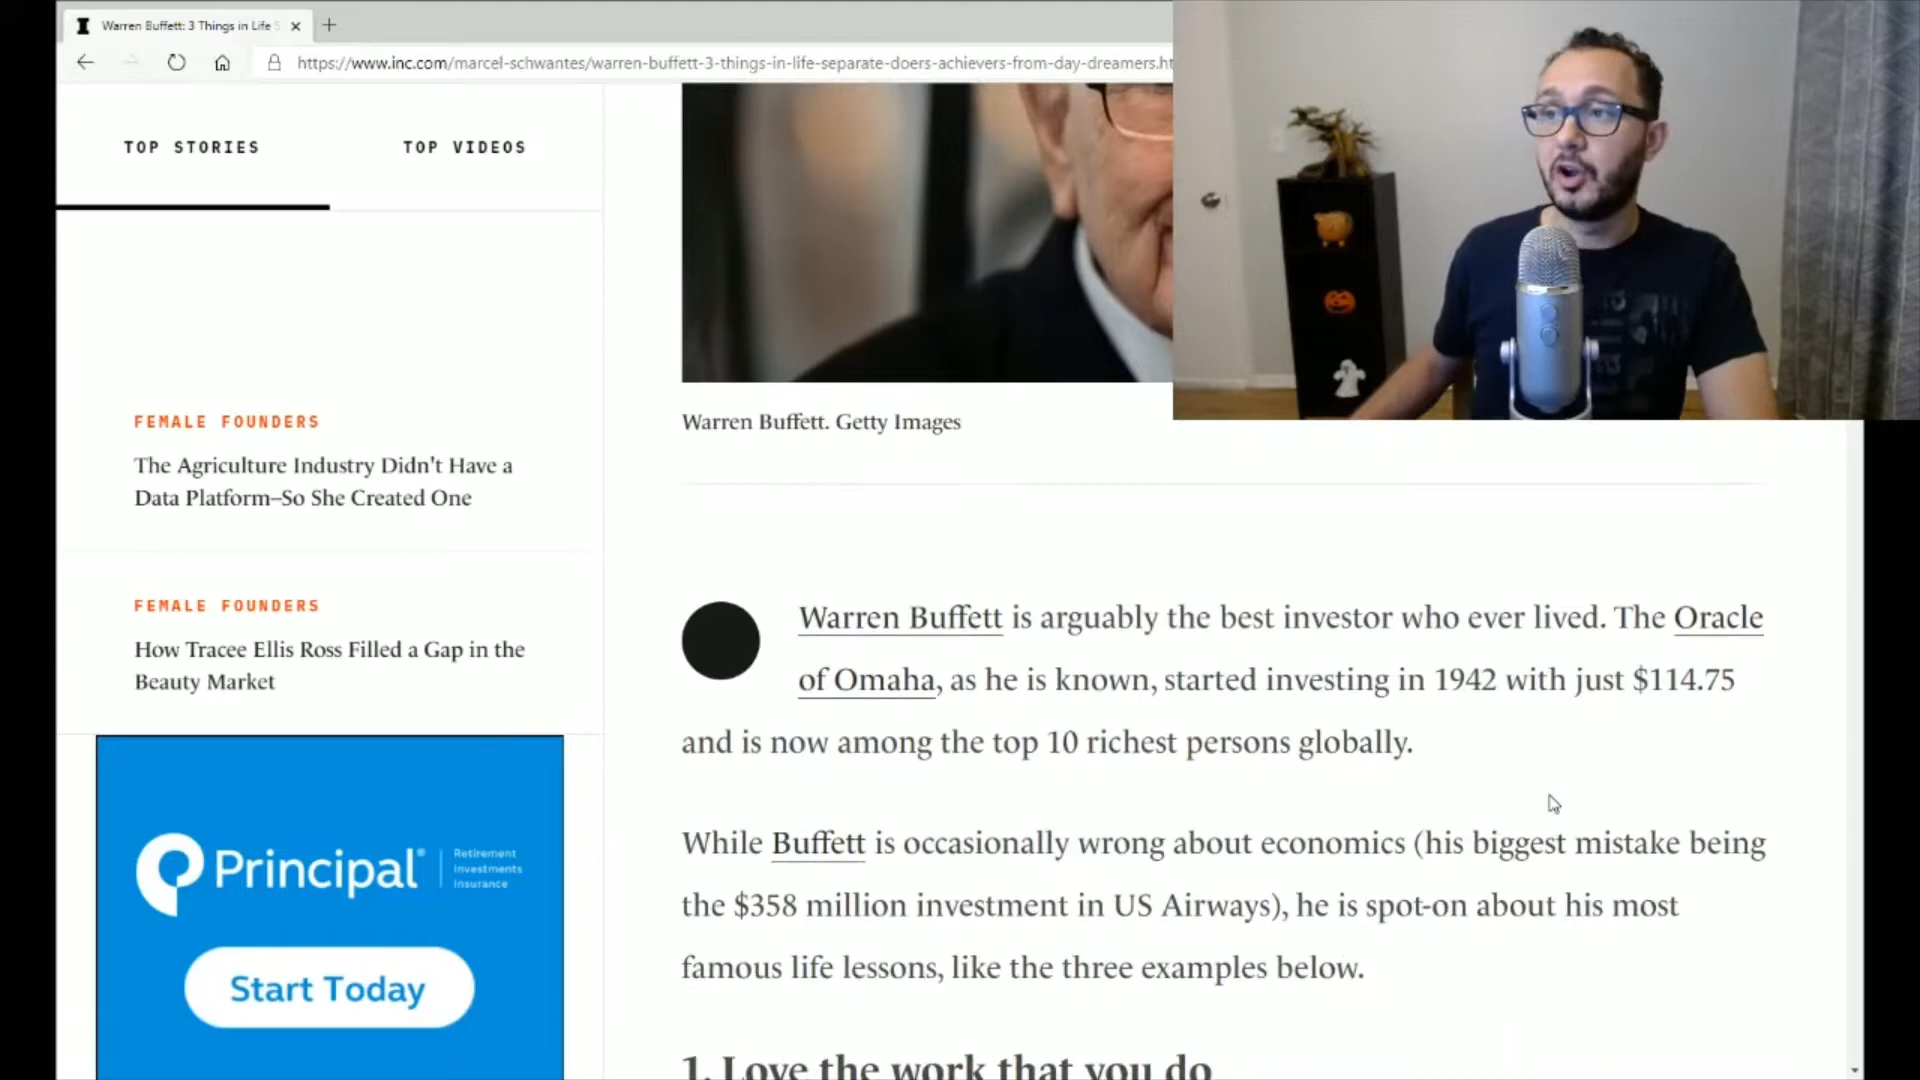 Warren Buffett: 3 Things in Life
https://www.inc.com/marcel-schwantes/warren-buffett-3-things-in-life-separate-doers-achievers-from-day-dreamers.ht
TOP STORIES
TOP VIDEOS
FEMALE FOUNDERS
The Agriculture Industry Didn't Have a
Data Platform–So She Created One
FEMALE FOUNDERS
How Tracee Ellis Ross Filled a Gap in the
Beauty Market
Principal®
Retirement
Investments
Insurance
Start Today
Warren Buffett. Getty Images
Warren Buffett is arguably the best investor who ever lived. The Oracle
of Omaha, as he is known, started investing in 1942 with just $114.75
and is now among the top 10 richest persons globally.
While Buffett is occasionally wrong about economics (his biggest mistake being
the $358 million investment in US Airways), he is spot-on about his most
famous life lessons, like the three examples below.
1. Love the work that you do